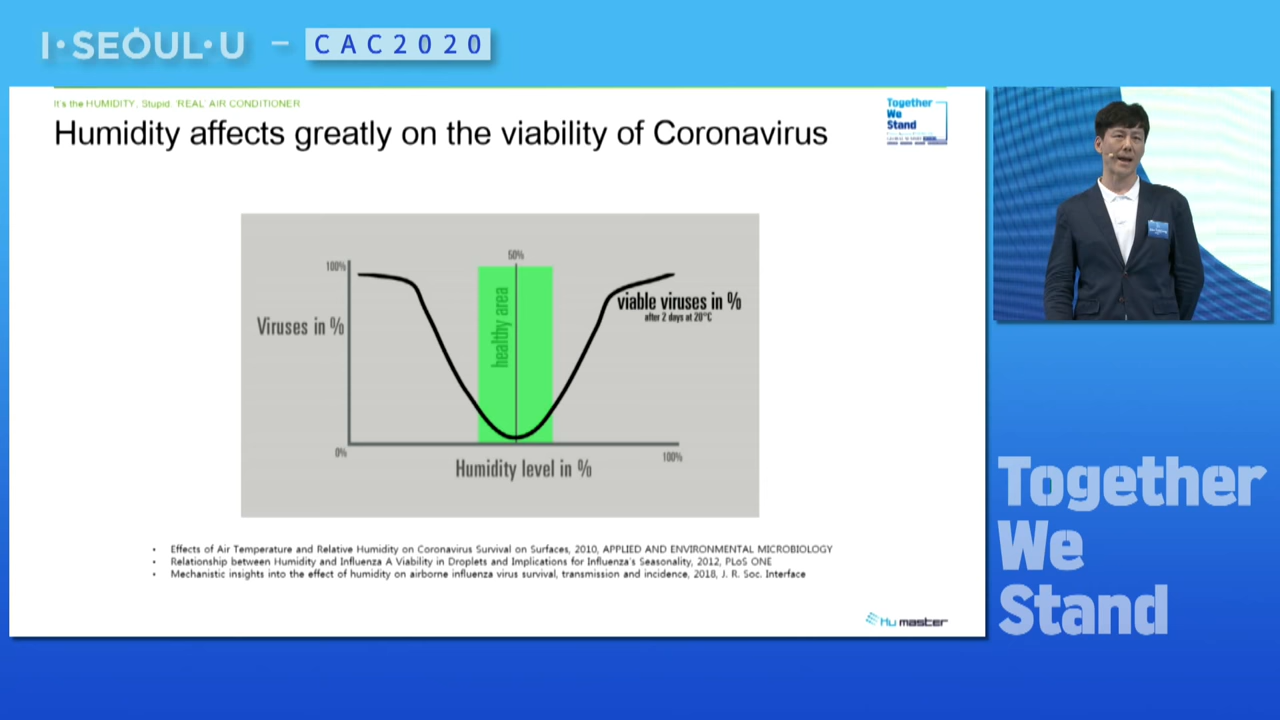 I·SEOUL·U – CAC2020
It's the HUMIDITY, Stupid. 'REAL' AIR CONDITIONER
Humidity affects greatly on the viability of Coronavirus
Together
We
Stand
50%
100%
healthy area
viable viruses in %
after 2 days at 20°C
Viruses in %
0%
100%
Humidity level in %
• Effects of Air Temperature and Relative Humidity on Coronavirus Survival on Surfaces, 2010, APPLIED AND ENVIRONMENTAL MICROBIOLOGY
• Relationship between Humidity and Influenza A Viability in Droplets and Implications for Influenza's Seasonality, 2012, PLoS ONE
• Mechanistic insights into the effect of humidity on airborne influenza virus survival, transmission and incidence, 2018, J. R. Soc. Interface
Humaster
Together
We
Stand